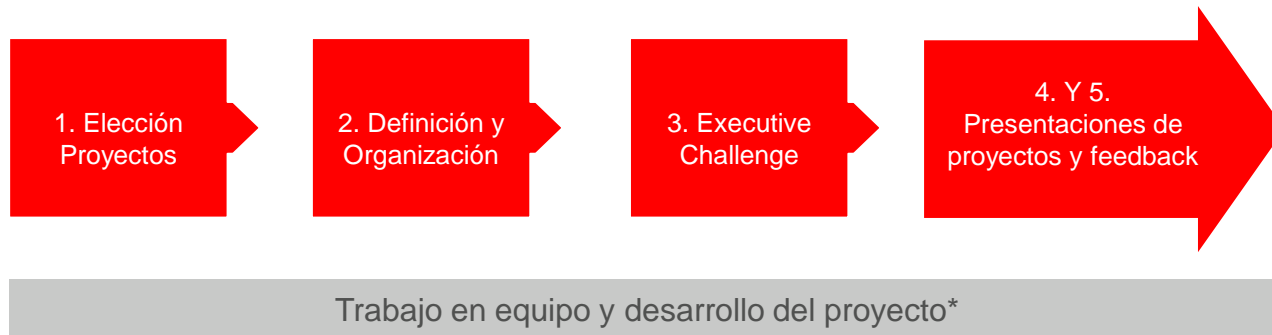 1. Elección
Proyectos
2. Definición y
Organización
3. Executive
Challenge
4. Y 5.
Presentaciones de
proyectos y feedback
Trabajo en equipo y desarrollo del proyecto*